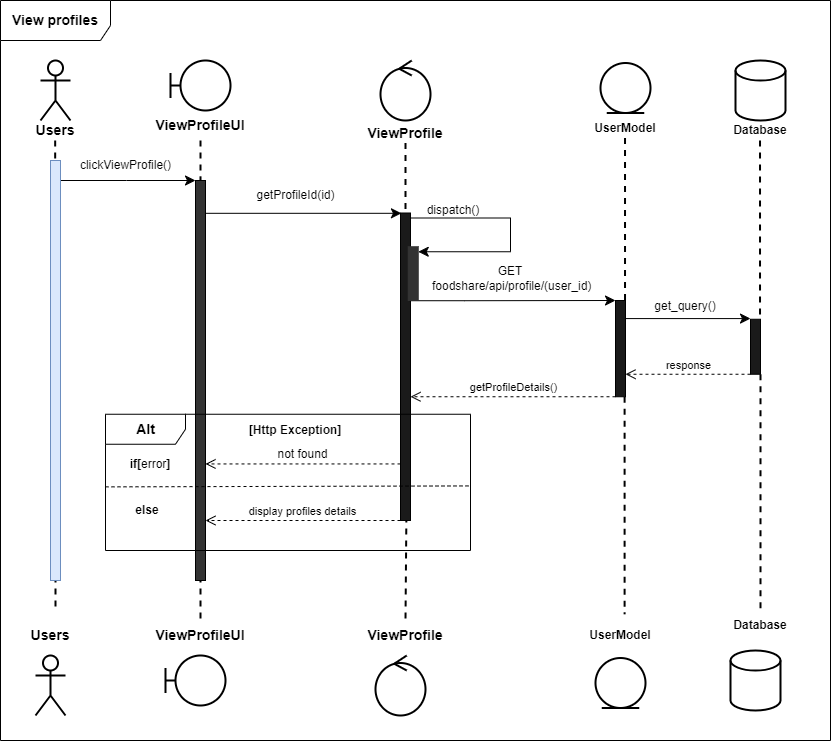 View profiles
Users
ViewProfileUI
ViewProfile
UserModel
Database
clickViewProfile()
getProfileId(id)
dispatch()
GET
foodshare/api/profile/(user_id)
get_query()
response
getProfileDetails()
Alt
[Http Exception]
if[error]
not found
else
display profiles details
Users
ViewProfileUI
ViewProfile
UserModel
Database